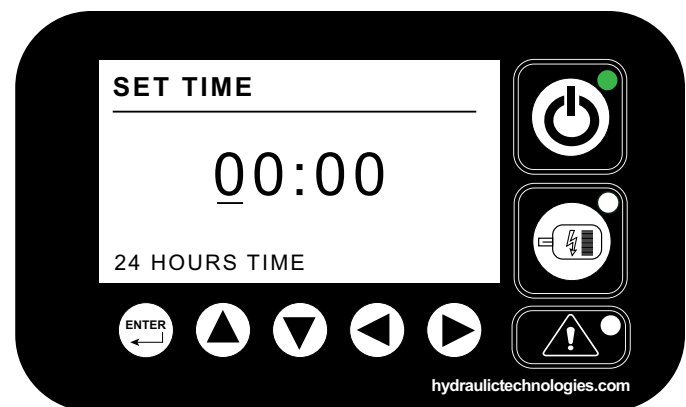 SET TIME
00:00
24 HOURS TIME
ENTER
hydraulictechnologies.com